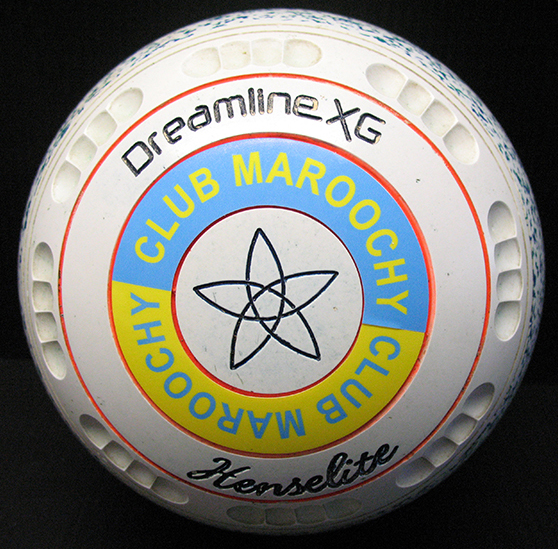 Dreamline XG
CLUB MAROOCHY
CLUB MAROOCHY
Henselite